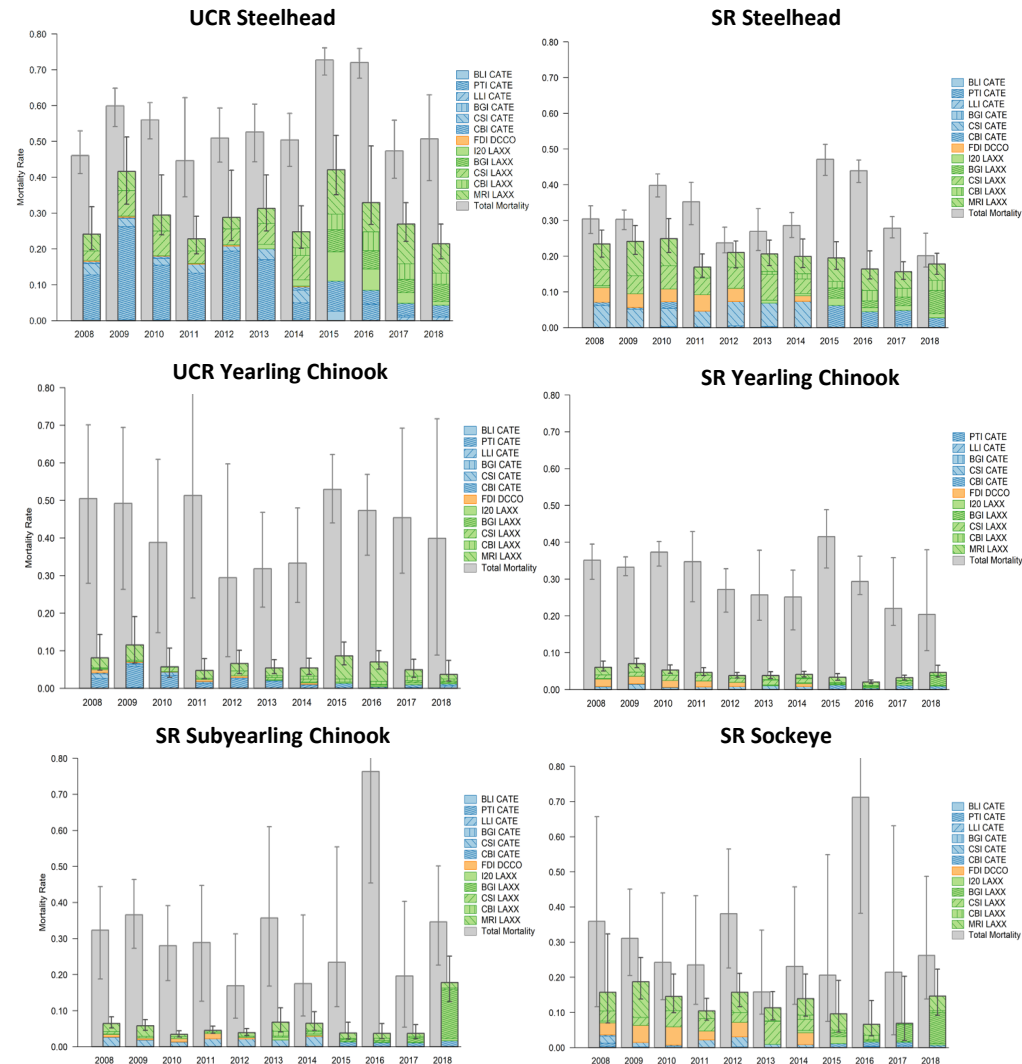 UCR Steelhead
0.80
0.70
0.60
0.50
0.40
0.30
0.20
0.10
0.00
Mortality Rate
2008 2009 2010 2011 2012 2013 2014 2015 2016 2017 2018
BLI CATE
PTI CATE
LLI CATE
BGI CATE
CSI CATE
CBI CATE
FDI DCCO
I20 LAXX
BGI LAXX
CSI LAXX
CBI LAXX
MRI LAXX
Total Mortality
SR Steelhead
0.80
0.70
0.60
0.50
0.40
0.30
0.20
0.10
0.00
2008 2009 2010 2011 2012 2013 2014 2015 2016 2017 2018
BLI CATE
PTI CATE
LLI CATE
BGI CATE
CSI CATE
CBI CATE
FDI DCCO
I20 LAXX
BGI LAXX
CSI LAXX
CBI LAXX
MRI LAXX
Total Mortality
UCR Yearling Chinook
0.80
0.70
0.60
0.50
0.40
0.30
0.20
0.10
0.00
Mortality Rate
2008 2009 2010 2011 2012 2013 2014 2015 2016 2017 2018
BLI CATE
PTI CATE
LLI CATE
BGI CATE
CSI CATE
CBI CATE
FDI DCCO
I20 LAXX
BGI LAXX
CSI LAXX
CBI LAXX
MRI LAXX
Total Mortality
SR Yearling Chinook
0.80
0.70
0.60
0.50
0.40
0.30
0.20
0.10
0.00
2008 2009 2010 2011 2012 2013 2014 2015 2016 2017 2018
PTI CATE
LLI CATE
BGI CATE
CSI CATE
CBI CATE
FDI DCCO
I20 LAXX
BGI LAXX
CSI LAXX
CBI LAXX
MRI LAXX
Total Mortality
SR Subyearling Chinook
0.80
0.70
0.60
0.50
0.40
0.30
0.20
0.10
0.00
Mortality Rate
2008 2009 2010 2011 2012 2013 2014 2015 2016 2017 2018
BLI CATE
PTI CATE
LLI CATE
BGI CATE
CSI CATE
CBI CATE
FDI DCCO
I20 LAXX
BGI LAXX
CSI LAXX
CBI LAXX
MRI LAXX
Total Mortality
SR Sockeye
0.80
0.70
0.60
0.50
0.40
0.30
0.20
0.10
0.00
2008 2009 2010 2011 2012 2013 2014 2015 2016 2017 2018
BLI CATE
PTI CATE
LLI CATE
BGI CATE
CSI CATE
CBI CATE
FDI DCCO
I20 LAXX
BGI LAXX
CSI LAXX
CBI LAXX
MRI LAXX
Total Mortality